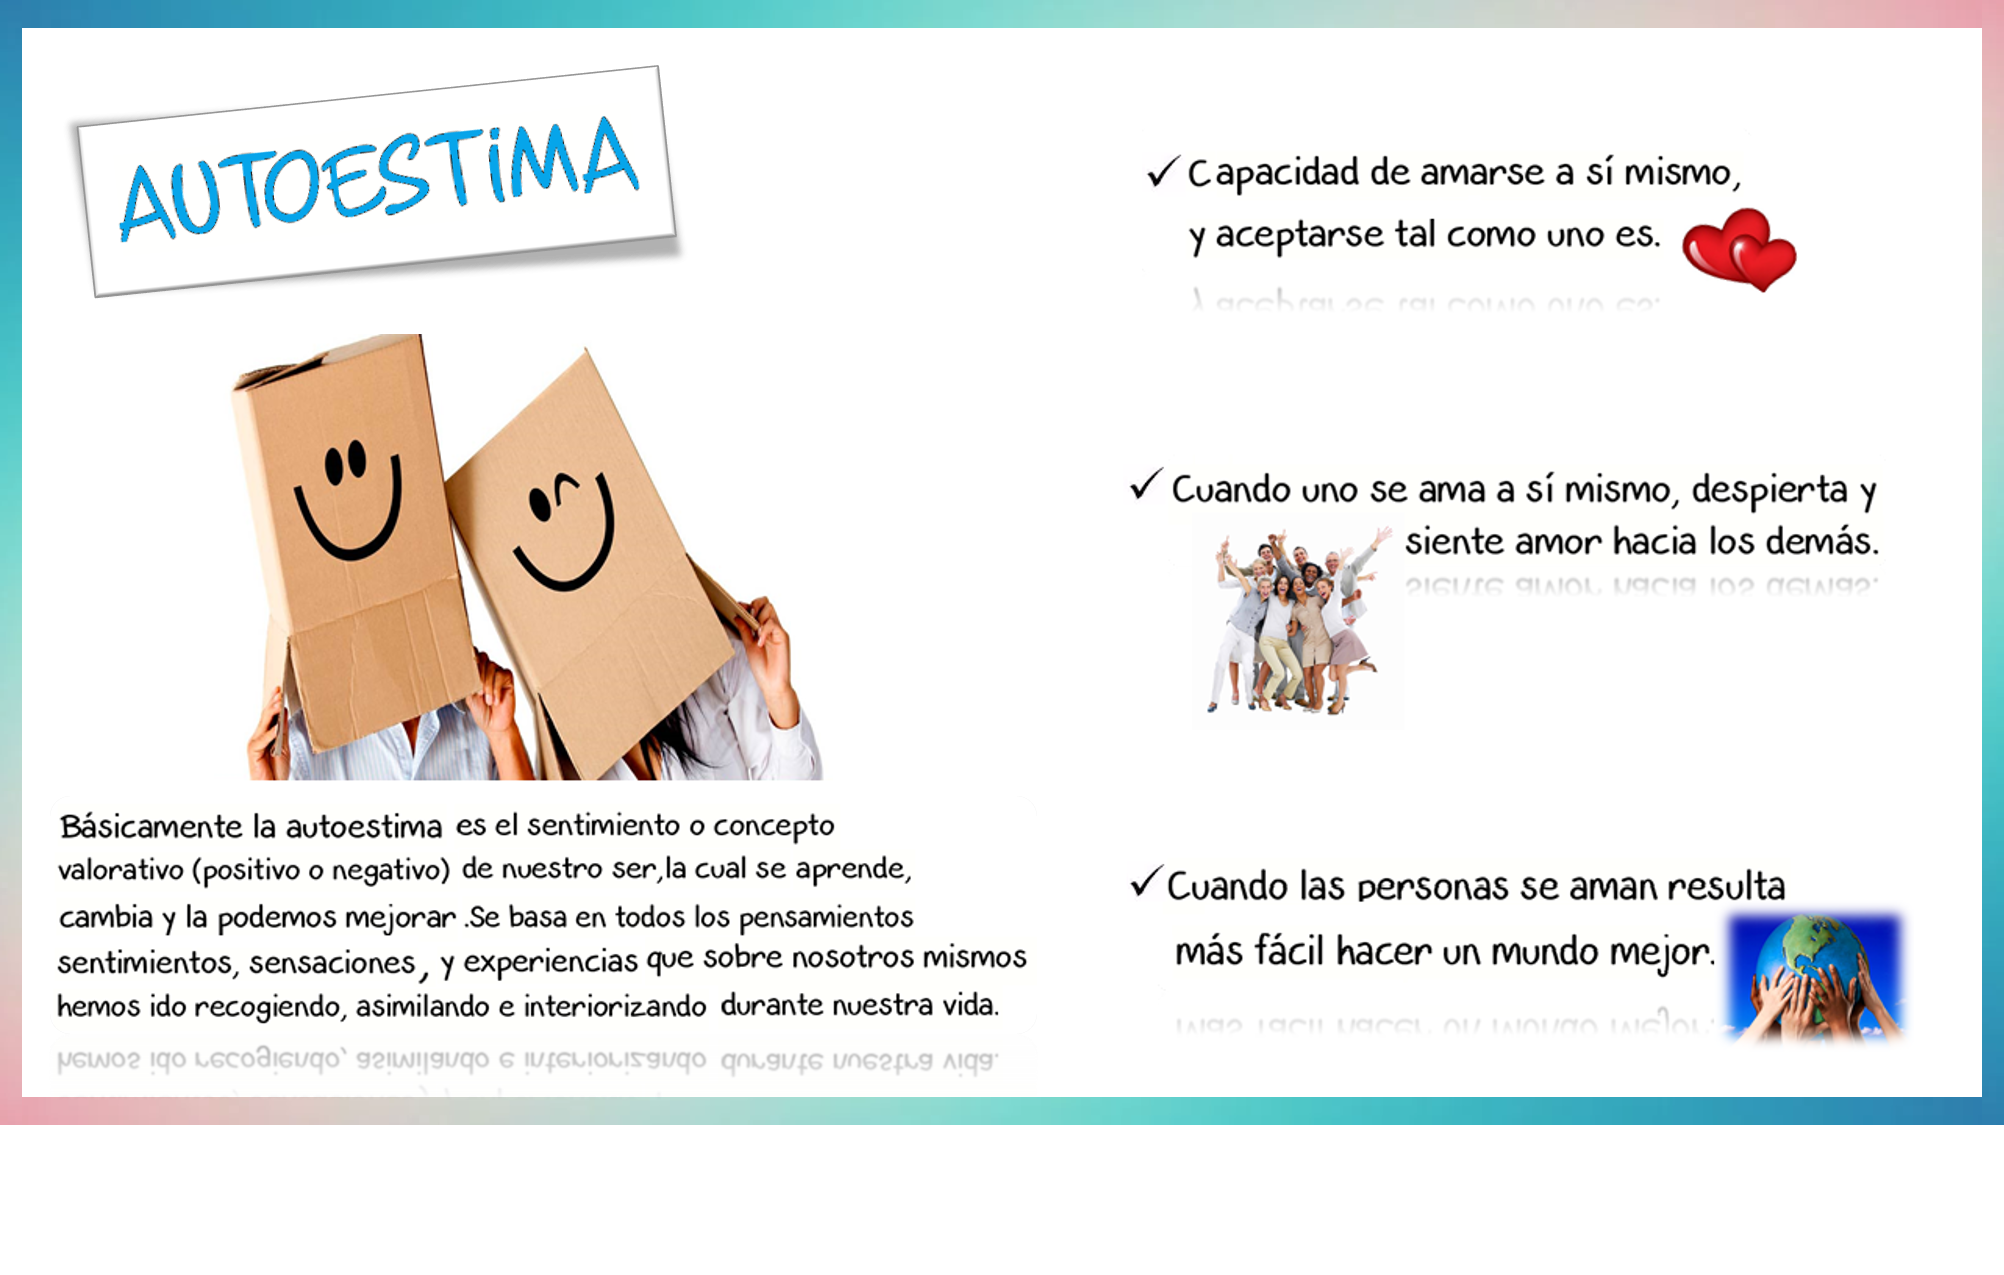 AUTOESTIMA
Básicamente la autoestima es el sentimiento o concepto
valorativo (positivo o negativo) de nuestro ser,la cual se aprende,
cambia y la podemos mejorar .Se basa en todos los pensamientos
sentimientos, sensaciones, y experiencias que sobre nosotros mismos
hemos ido recogiendo, asimilando e interiorizando durante nuestra vida.
✓ Capacidad de amarse a sí mismo,
y aceptarse tal como uno es.
✓ Cuando uno se ama a sí mismo, despierta y
siente amor hacia los demás.
✓ Cuando las personas se aman resulta
más fácil hacer un mundo mejor.